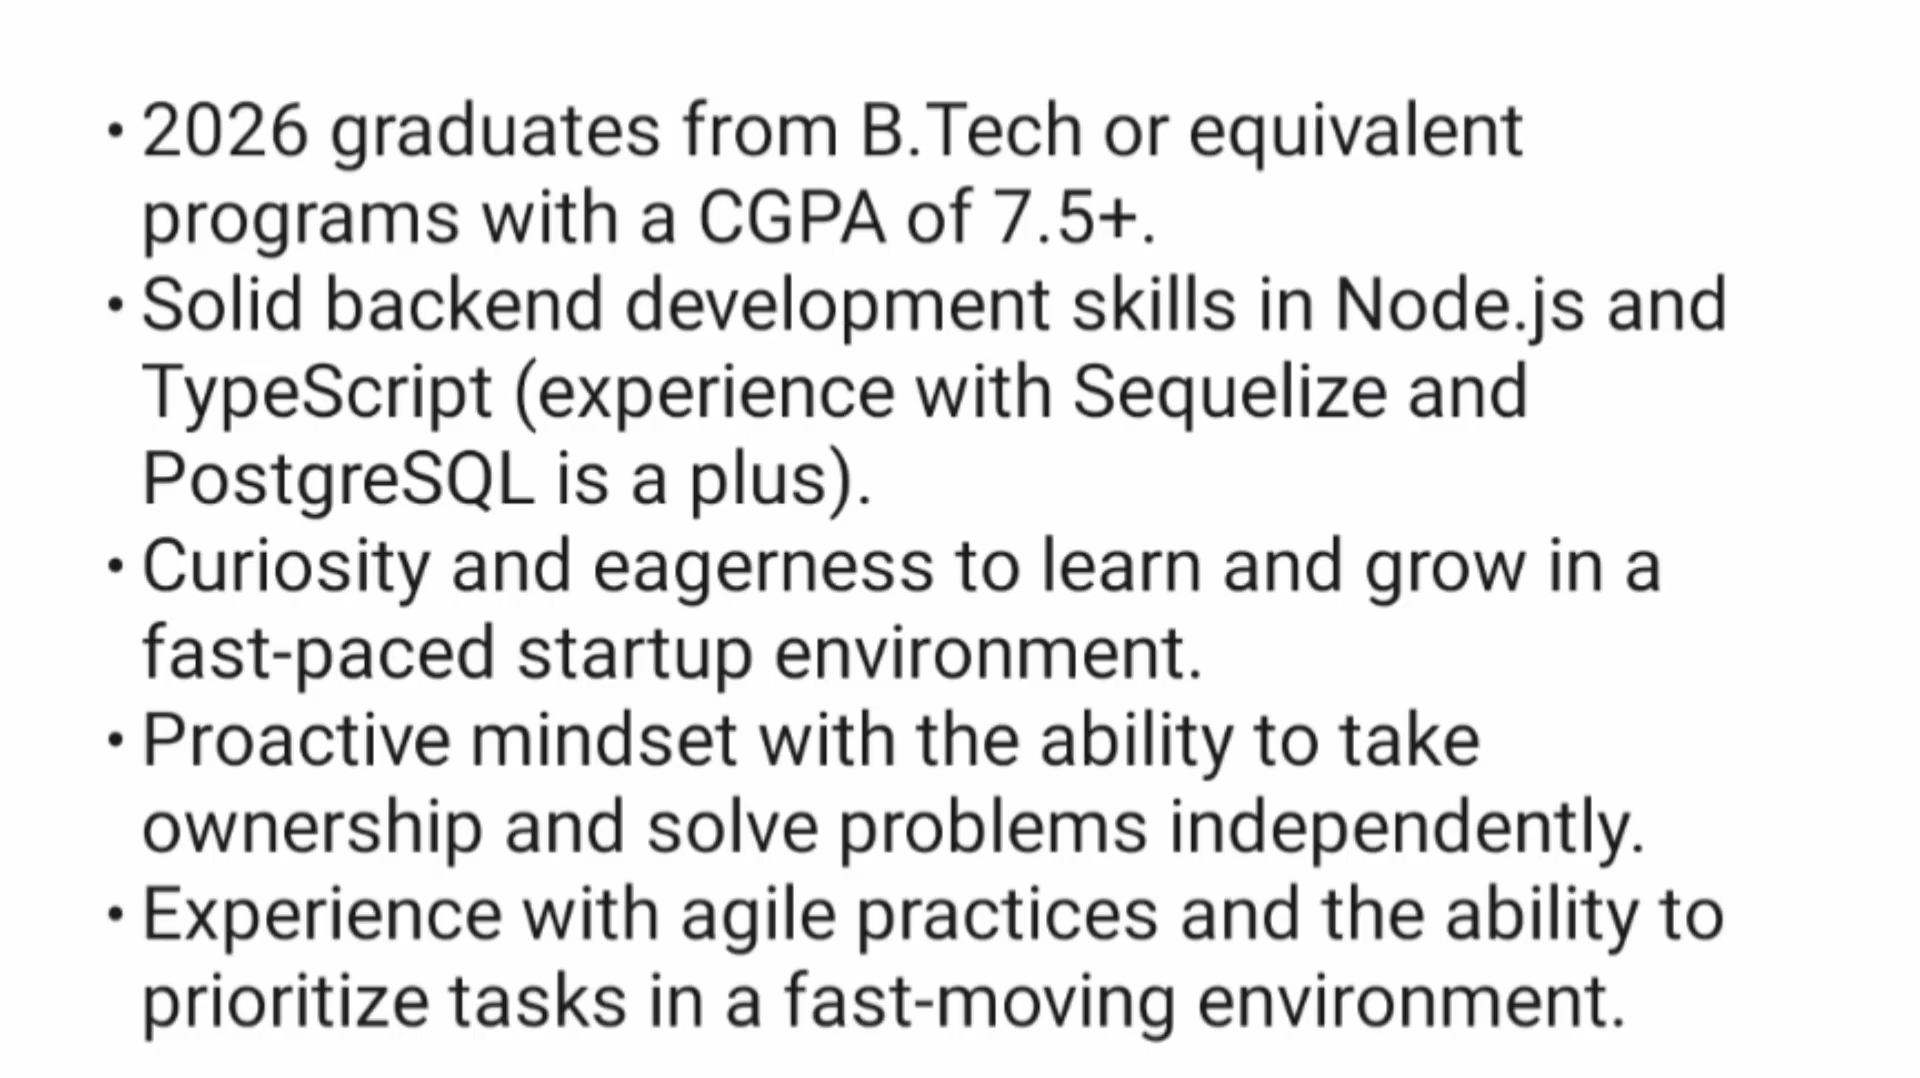 • 2026 graduates from B.Tech or equivalent
programs with a CGPA of 7.5+.
• Solid backend development skills in Node.js and
TypeScript (experience with Sequelize and
PostgreSQL is a plus).
• Curiosity and eagerness to learn and grow in a
fast-paced startup environment.
• Proactive mindset with the ability to take
ownership and solve problems independently.
• Experience with agile practices and the ability to
prioritize tasks in a fast-moving environment.